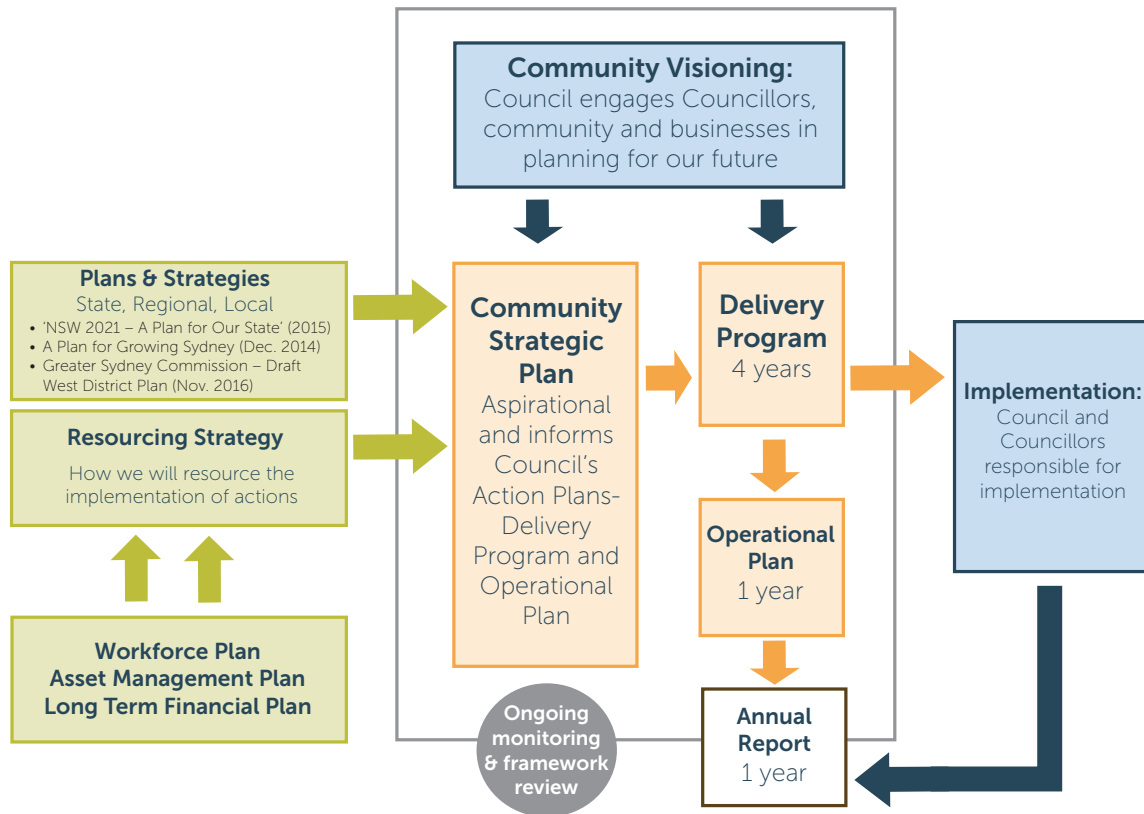 Community Visioning:
Council engages Councillors,
community and businesses in
planning for our future
Plans & Strategies
State, Regional, Local
• 'NSW 2021 – A Plan for Our State' (2015)
• A Plan for Growing Sydney (Dec. 2014)
• Greater Sydney Commission – Draft
West District Plan (Nov. 2016)
Resourcing Strategy
How we will resource the
implementation of actions
Workforce Plan
Asset Management Plan
Long Term Financial Plan
Community
Strategic
Plan
Aspirational
and informs
Council's
Action Plans-
Delivery
Program and
Operational
Plan
Delivery
Program
4 years
Operational
Plan
1 year
Annual
Report
1 year
Implementation:
Council and
Councillors
responsible for
implementation
Ongoing
monitoring
& framework
review